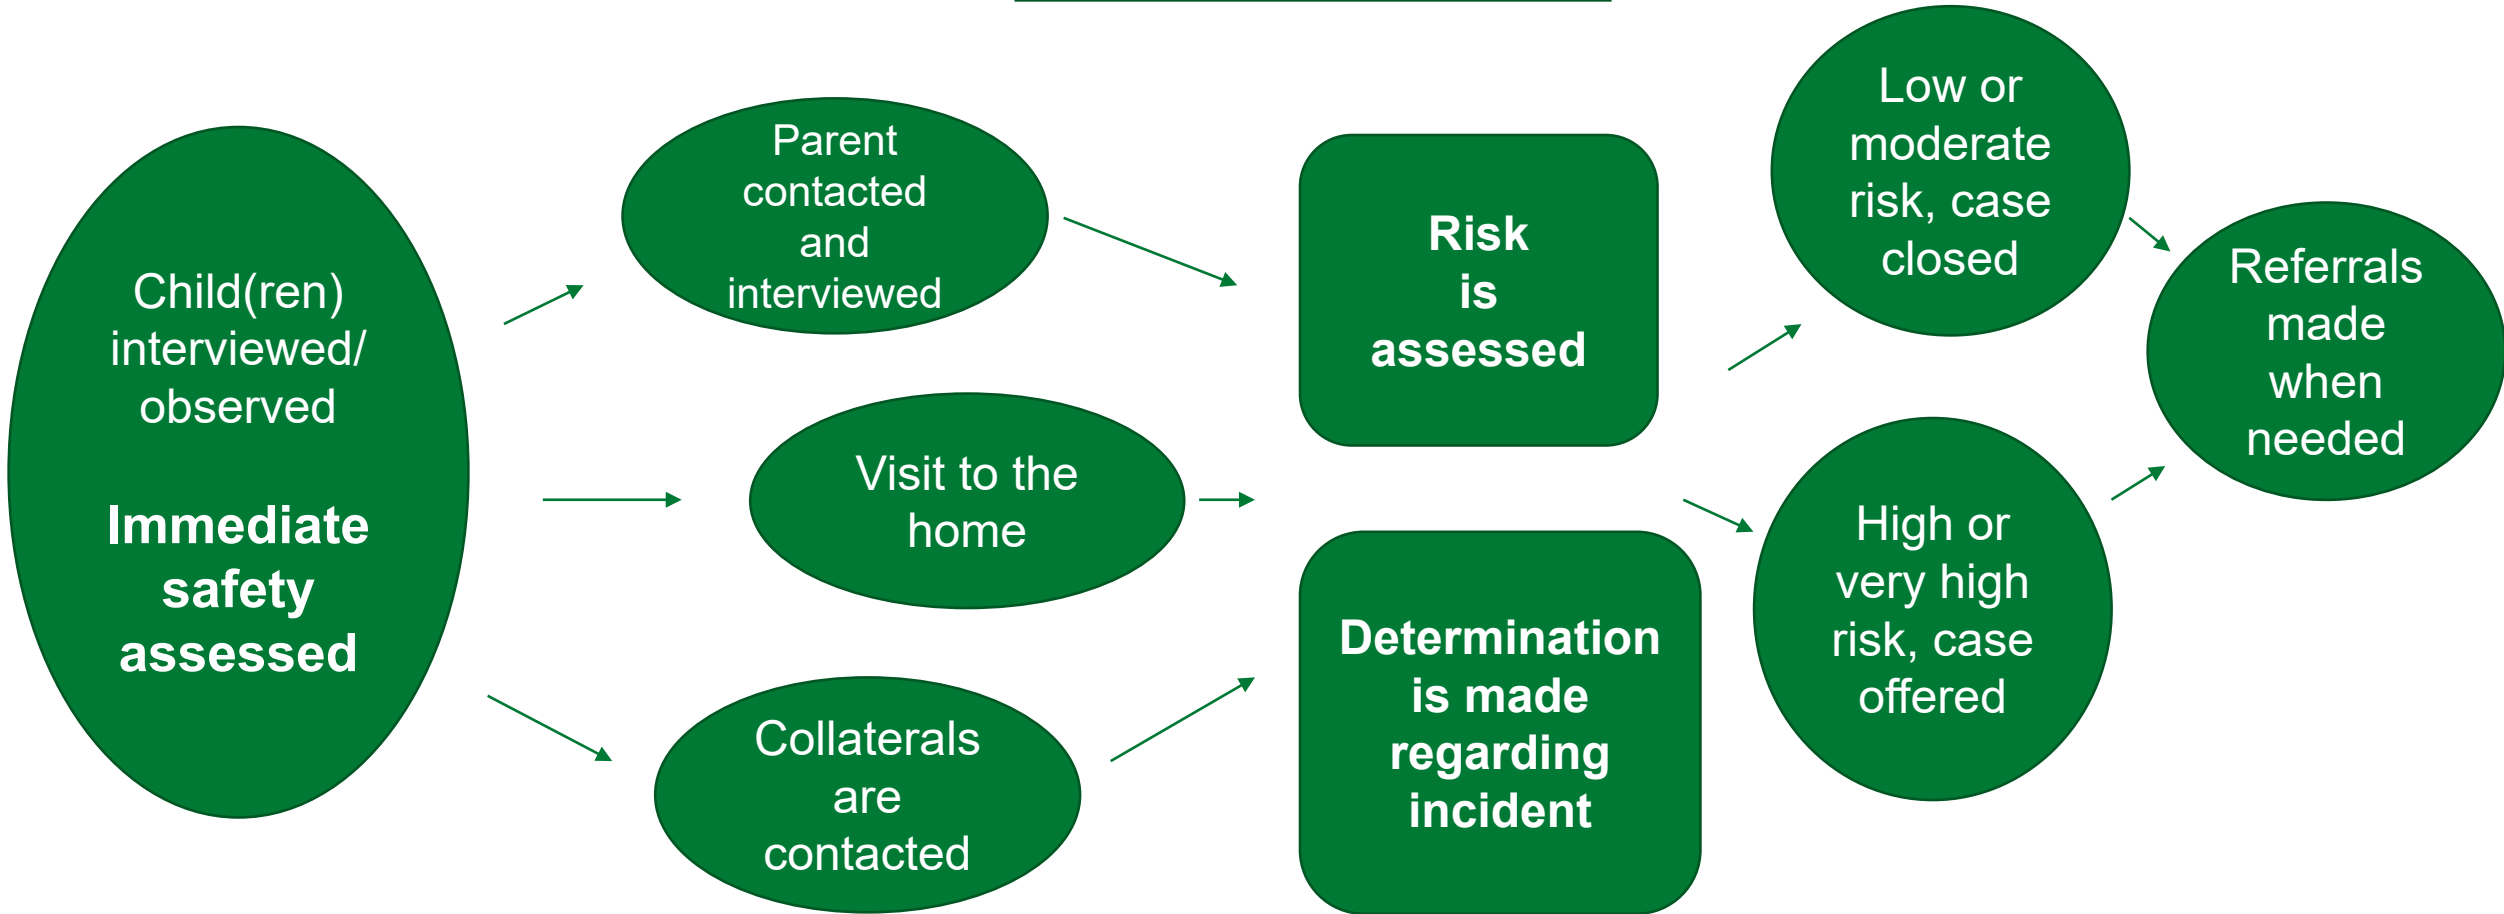 Child(ren)
interviewed/
observed
Immediate
safety
assessed
Parent
contacted
and
interviewed
Visit to the
home
Collaterals
are
contacted
Risk
is
assessed
Determination
is made
regarding
incident
Low or
moderate
risk, case
closed
High or
very high
risk, case
offered
Referrals
made
when
needed